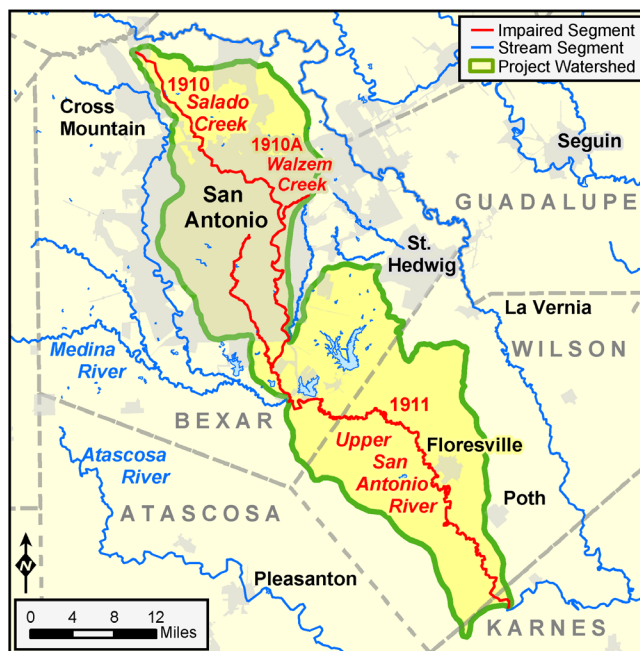 Impaired Segment
Stream Segment
Project Watershed
1910
Salado
Creek
Cross
Mountain
1910A
Walzem
Creek
Seguin
San
Antonio
GUADALUPE
St.
Hedwig
La Vernia
WILSON
Medina
River
BEXAR
1911
Upper
San
Antonio
River
Floresville
Atascosa
River
Poth
ATASCOSA
Pleasanton
N
0 4 8 12
Miles
KARNES